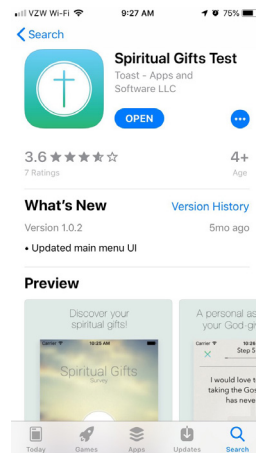 VZW Wi-Fi 9:27 AM 75%
Search
Spiritual Gifts Test
Toast - Apps and
Software LLC
OPEN
3.6 4+
7 Ratings Age
What's New Version History
Version 1.0.2 5mo ago
• Updated main menu UI
Preview
Discover your
spiritual gifts!
Carrier 10:25 AM
Spiritual Gifts
Survey
A personal as
your God-gi
Carrier 10:26
Step 5
I would love t
taking the Gos
has neve
Today Games Apps Updates Search